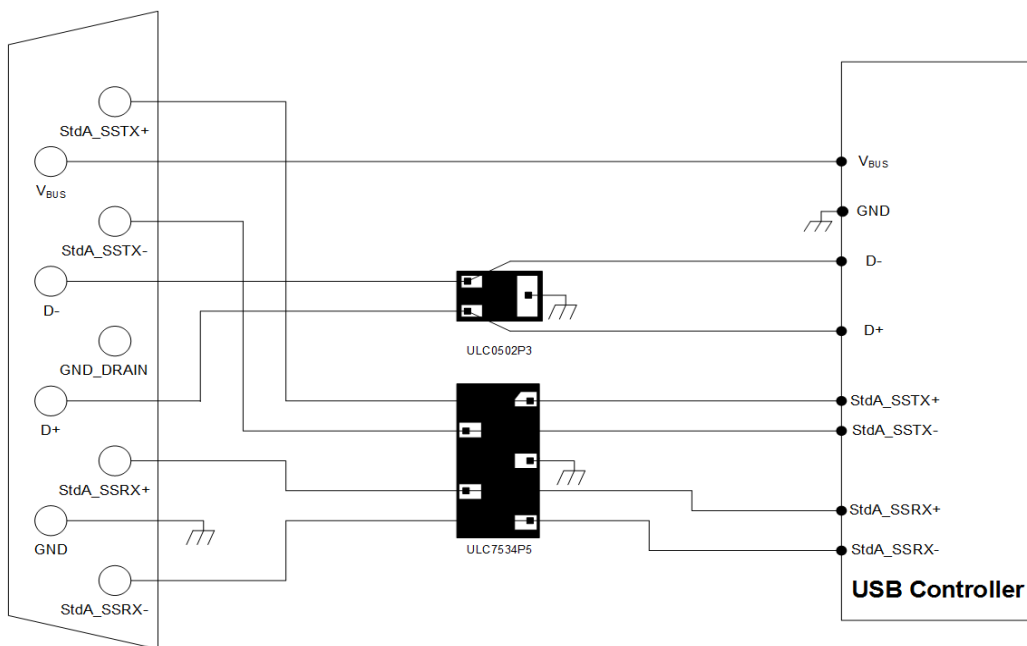 StdA_SSTX+
VBUS
StdA_SSTX-
D-
GND_DRAIN
D+
StdA_SSRX+
GND
StdA_SSRX-
ULC0502P3
ULC7534P5
VBUS
GND
D-
D+
StdA_SSTX+
StdA_SSTX-
StdA_SSRX+
StdA_SSRX-
USB Controller